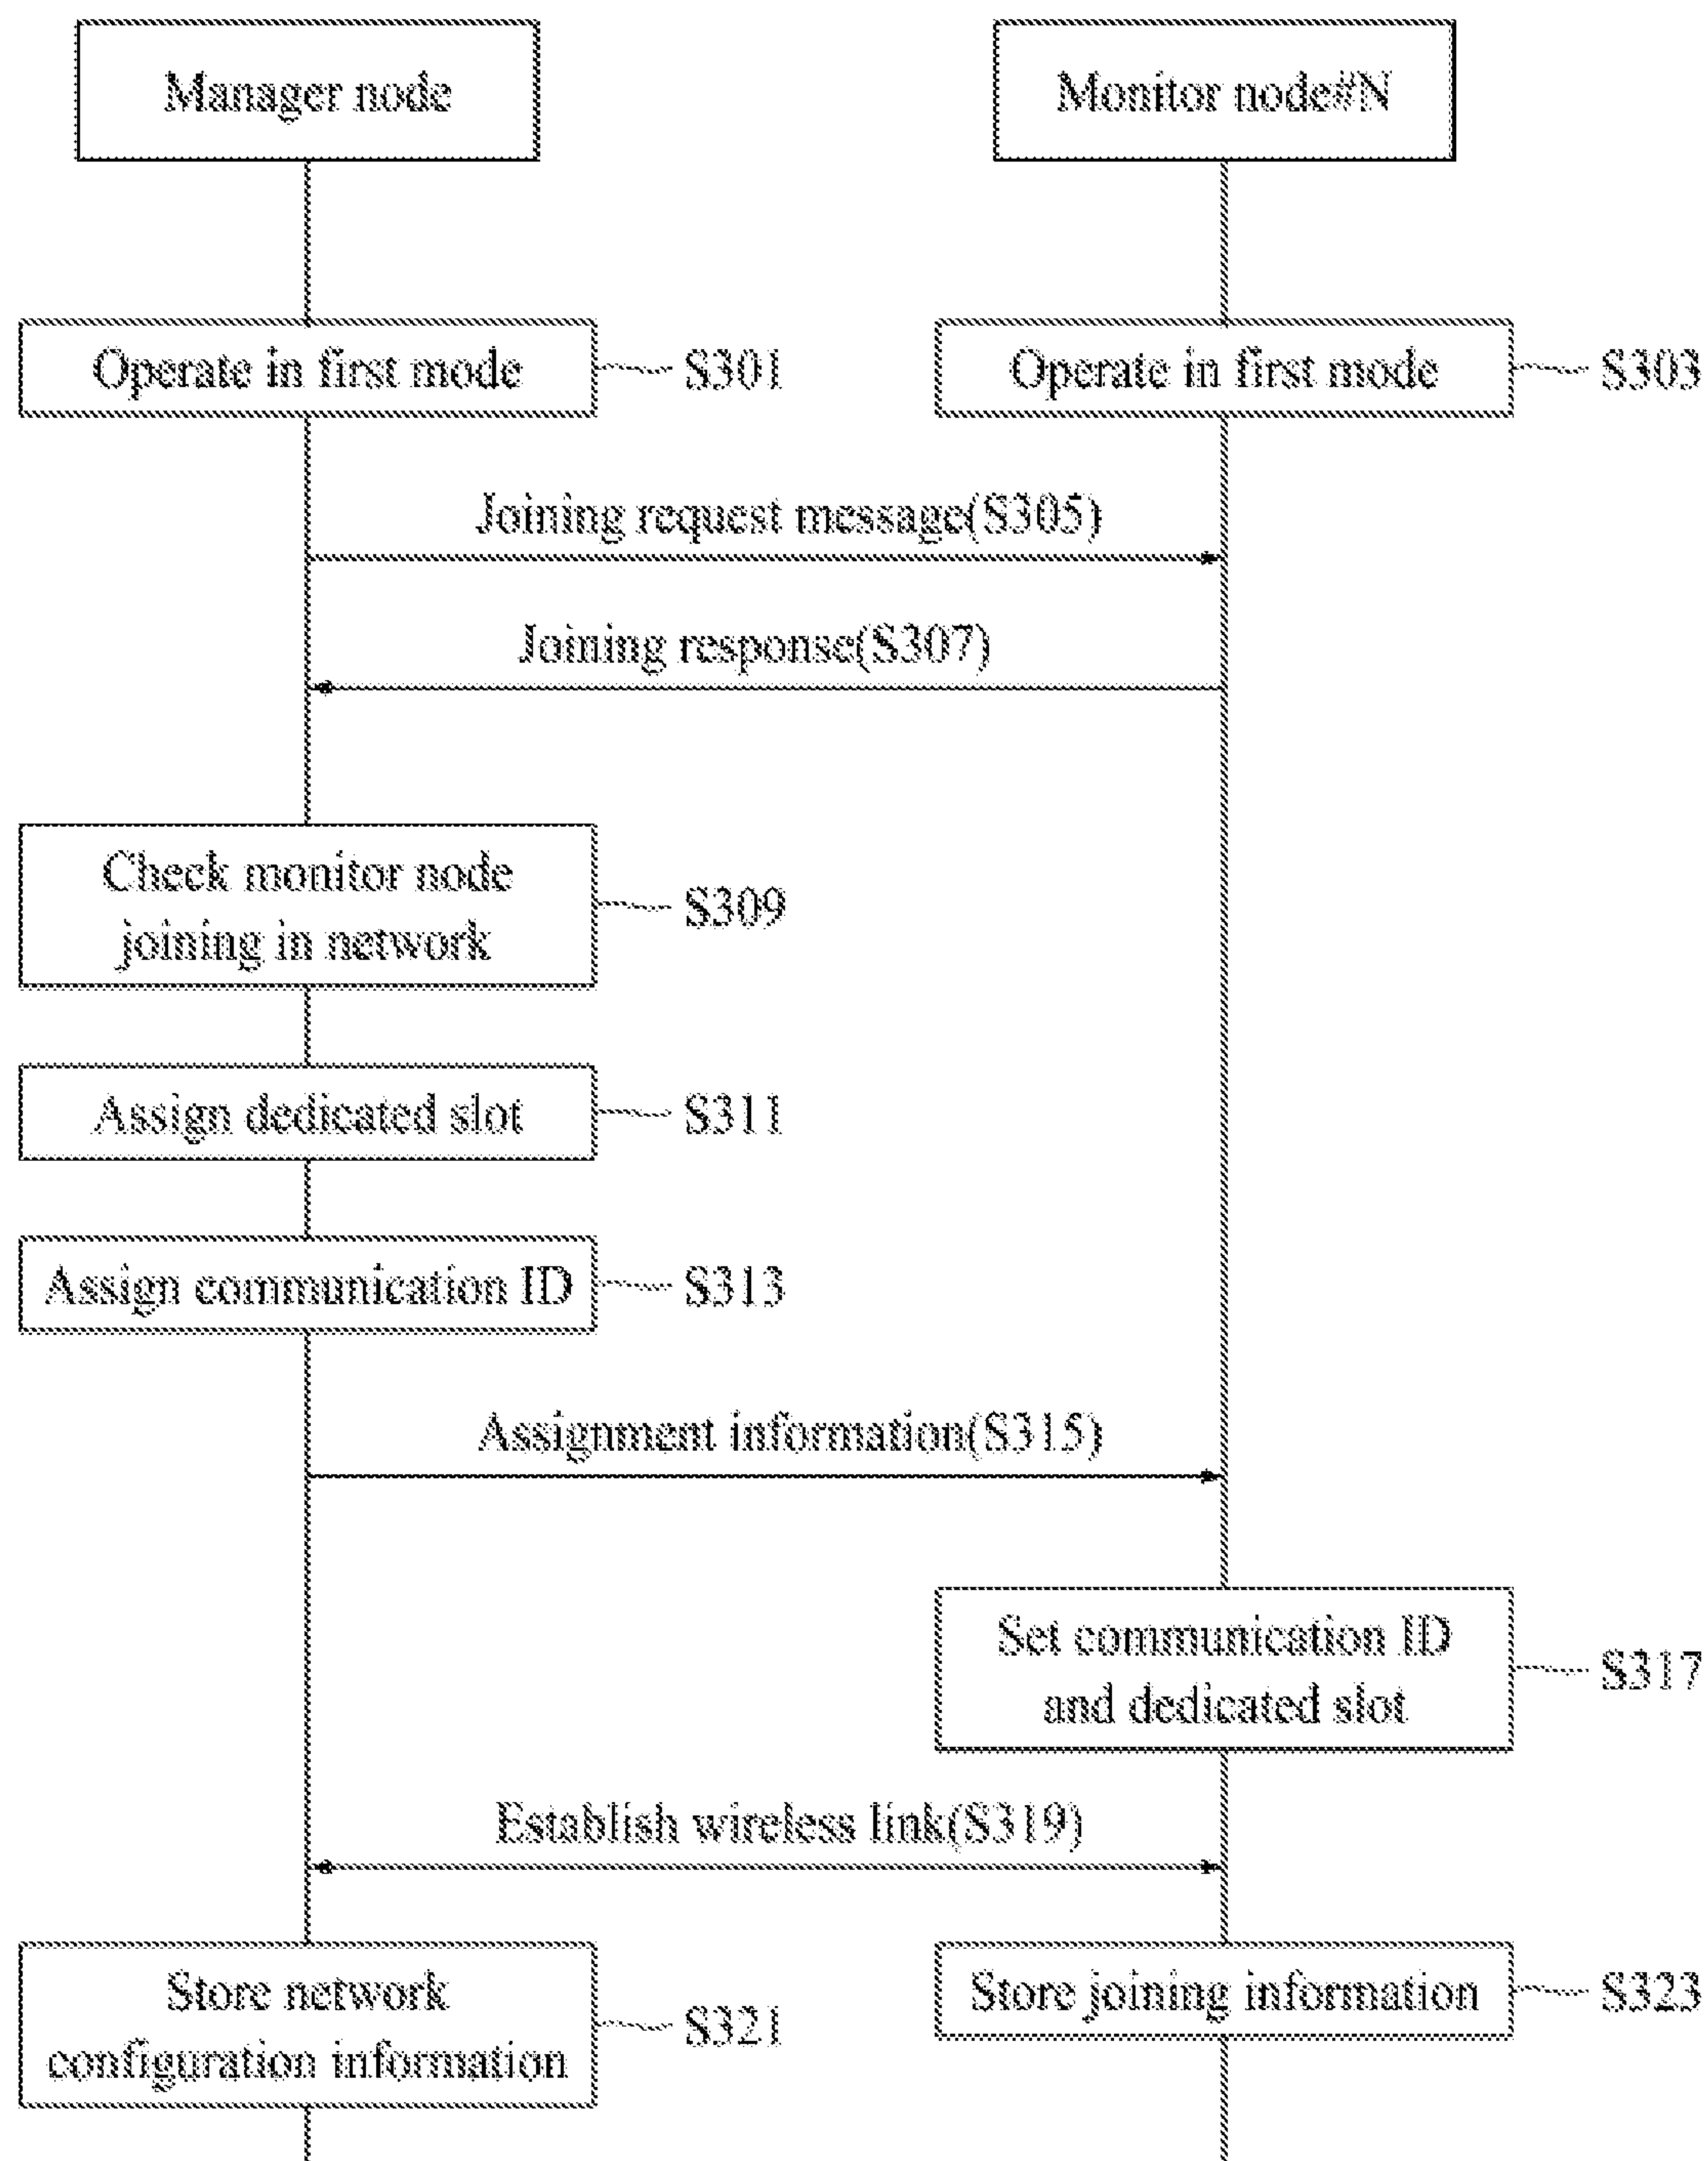 Manager node
Monitor node#N
Operate in first mode
S301
Operate in first mode
S303
Joining request message(S305)
Joining response(S307)
Check monitor node
joining in network
S309
Assign dedicated slot
S311
Assign communication ID
S313
Assignment information(S315)
Set communication ID
and dedicated slot
S317
Establish wireless link(S319)
Store network
configuration information
S321
Store joining information
S323